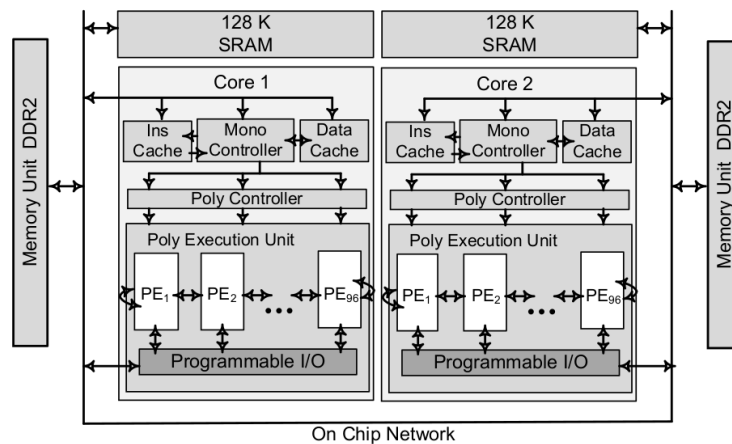 128 K
SRAM
128 K
SRAM
Memory Unit DDR2
Core 1
Ins
Cache
Mono
Controller
Data
Cache
Poly Controller
Poly Execution Unit
PE1
PE2
...
PE96
Programmable I/O
Core 2
Ins
Cache
Mono
Controller
Data
Cache
Poly Controller
Poly Execution Unit
PE1
PE2
...
PE96
Programmable I/O
Memory Unit DDR2
On Chip Network